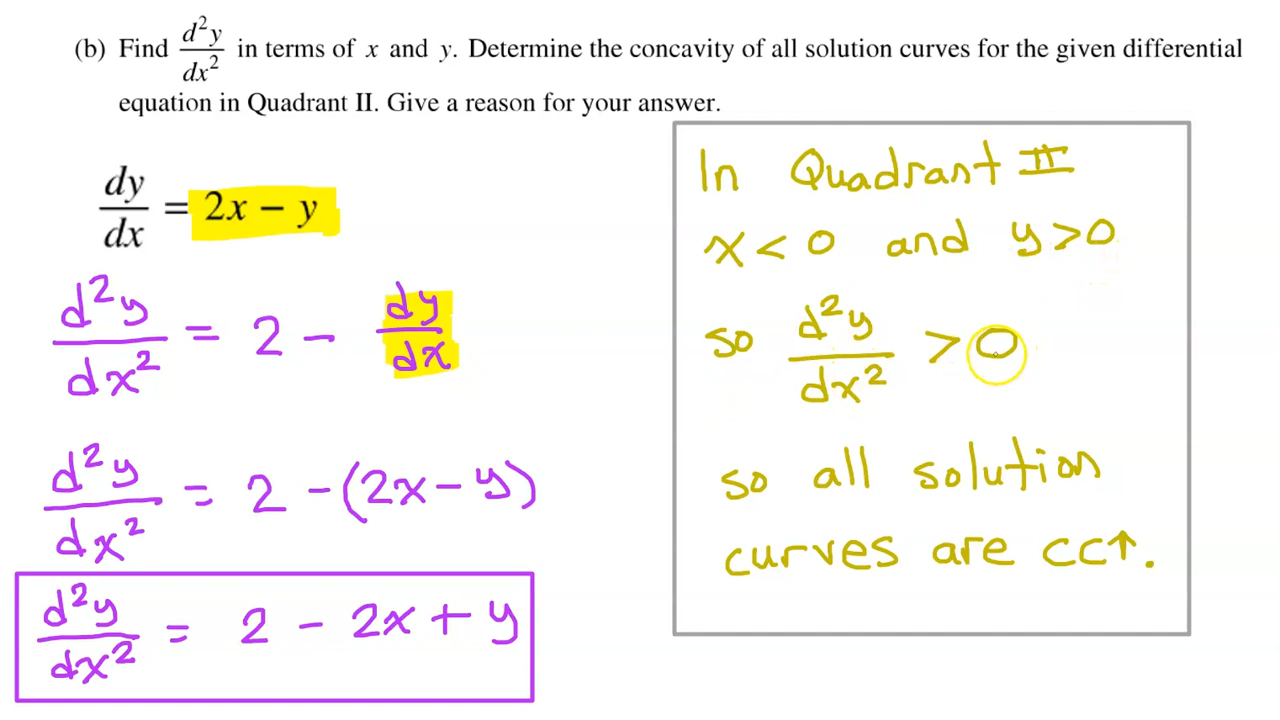 (b) Find d²y/dx² in terms of x and y. Determine the concavity of all solution curves for the given differential
equation in Quadrant II. Give a reason for your answer.
dy/dx = 2x − y
d²y/dx² = 2 − dy/dx
d²y/dx² = 2 − (2x − y)
d²y/dx² = 2 − 2x + y
In Quadrant II
x < 0 and y > 0
so d²y/dx² > 0
so all solution
curves are cc↑.